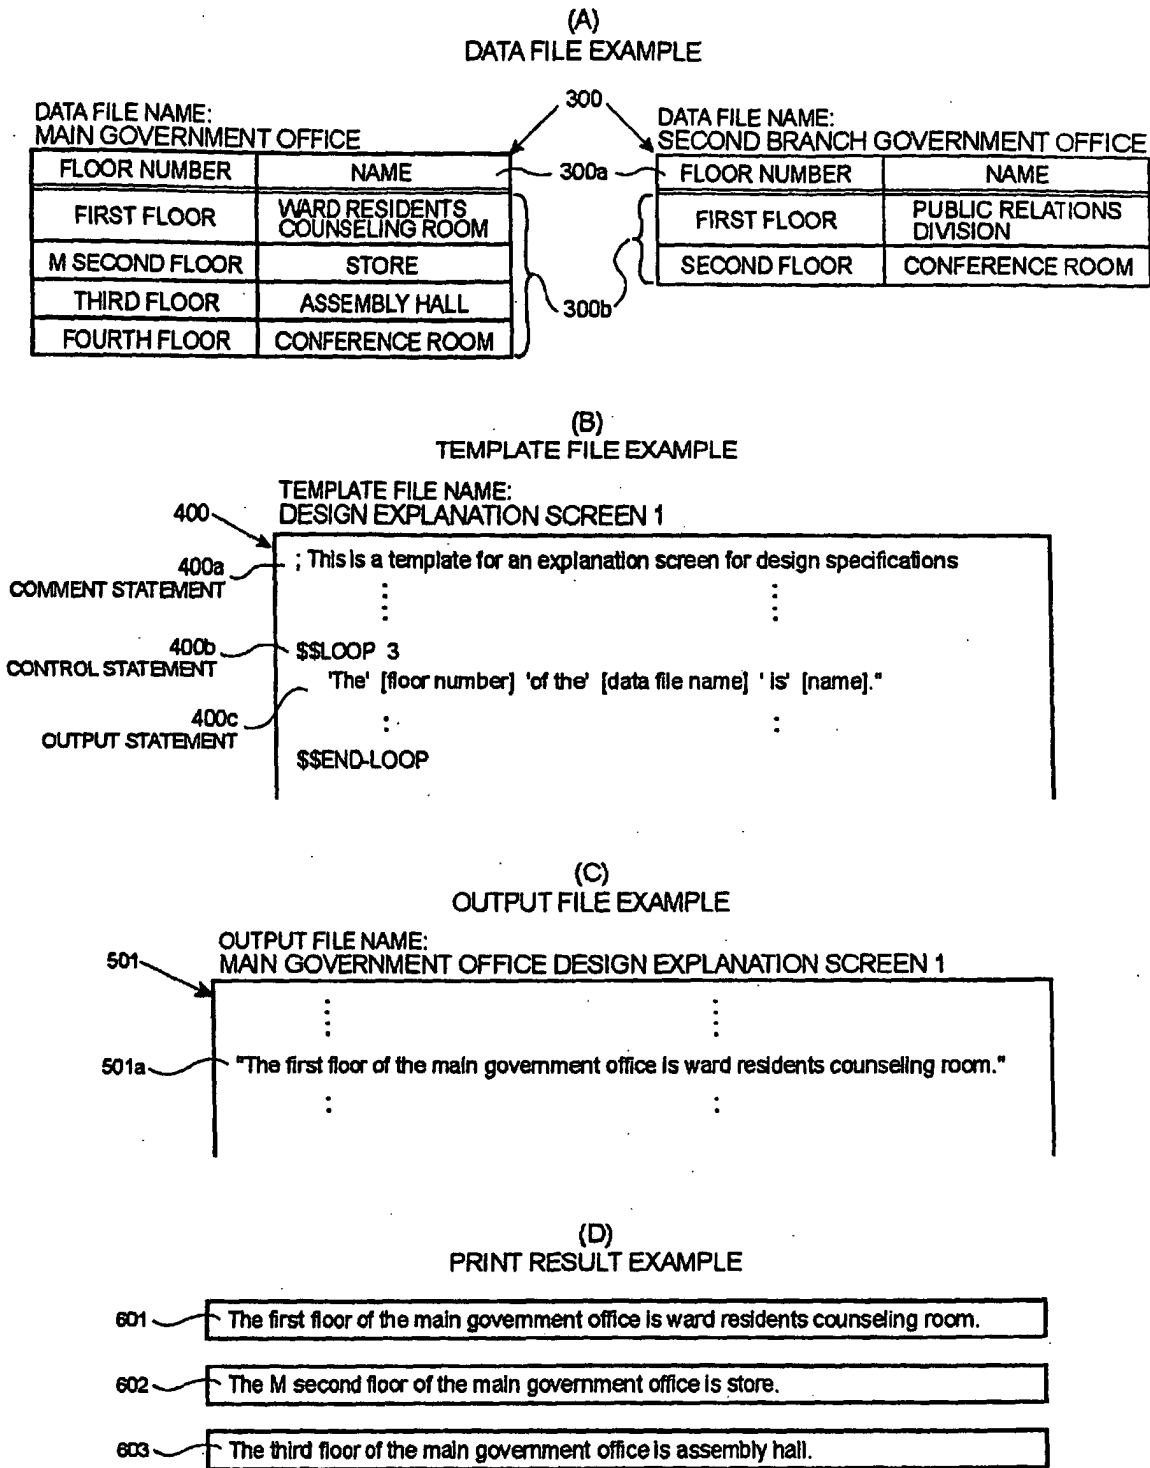 (A)
DATA FILE EXAMPLE
DATA FILE NAME:
MAIN GOVERNMENT OFFICE
300
DATA FILE NAME:
SECOND BRANCH GOVERNMENT OFFICE
FLOOR NUMBER NAME
300a
FLOOR NUMBER NAME
FIRST FLOOR WARD RESIDENTS COUNSELING ROOM
M SECOND FLOOR STORE
THIRD FLOOR ASSEMBLY HALL
FOURTH FLOOR CONFERENCE ROOM
300b
FIRST FLOOR PUBLIC RELATIONS DIVISION
SECOND FLOOR CONFERENCE ROOM
(B)
TEMPLATE FILE EXAMPLE
TEMPLATE FILE NAME:
DESIGN EXPLANATION SCREEN 1
400
400a
COMMENT STATEMENT
; This is a template for an explanation screen for design specifications
400b
CONTROL STATEMENT
$$LOOP 3
'The' [floor number] 'of the' [data file name] ' is' [name]."
400c
OUTPUT STATEMENT
$$END-LOOP
(C)
OUTPUT FILE EXAMPLE
OUTPUT FILE NAME:
MAIN GOVERNMENT OFFICE DESIGN EXPLANATION SCREEN 1
501
501a
"The first floor of the main government office is ward residents counseling room."
(D)
PRINT RESULT EXAMPLE
601 The first floor of the main government office is ward residents counseling room.
602 The M second floor of the main government office is store.
603 The third floor of the main government office is assembly hall.